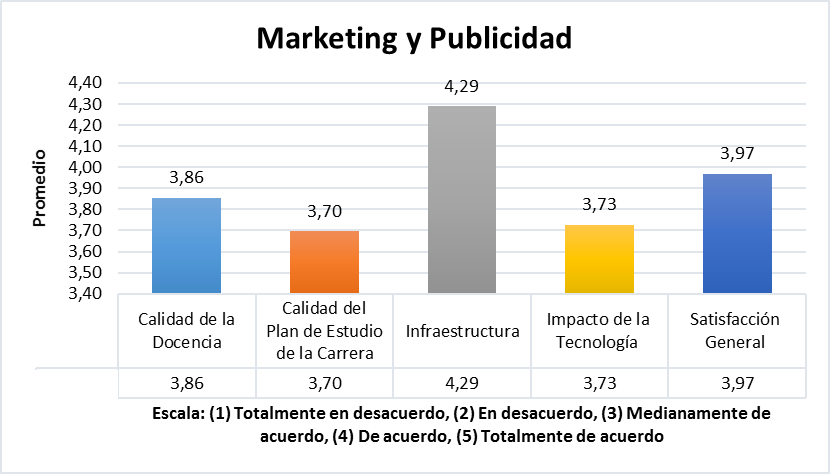 Marketing y Publicidad
Promedio
4,40
4,30
4,20
4,10
4,00
3,90
3,80
3,70
3,60
3,50
3,40
3,86
3,70
4,29
3,73
3,97
Calidad de la
Docencia
Calidad del
Plan de Estudio
de la Carrera
Infraestructura
Impacto de la
Tecnología
Satisfacción
General
3,86 3,70 4,29 3,73 3,97
Escala: (1) Totalmente en desacuerdo, (2) En desacuerdo, (3) Medianamente de
acuerdo, (4) De acuerdo, (5) Totalmente de acuerdo